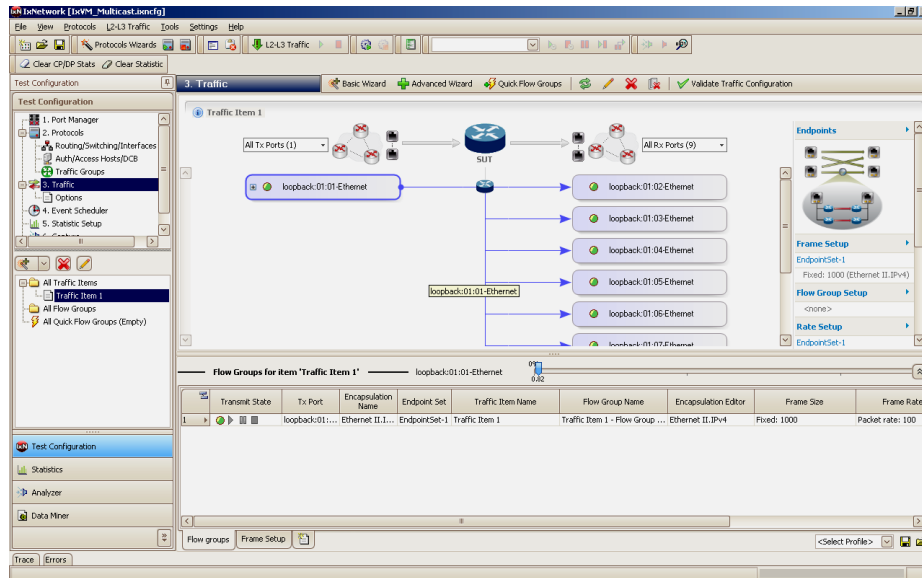 IxNetwork [IxVM_Multicast.ixncfg]
File View Protocols L2-L3 Traffic Tools Settings Help
Protocols Wizards L2-L3 Traffic
Clear CP/DP Stats Clear Statistic
Test Configuration
3. Traffic Basic Wizard Advanced Wizard Quick Flow Groups Validate Traffic Configuration
Test Configuration
1. Port Manager
2. Protocols
Routing/Switching/Interfaces
Auth/Access Hosts/DCB
Traffic Groups
3. Traffic
Options
4. Event Scheduler
5. Statistic Setup
All Traffic Items
Traffic Item 1
All Flow Groups
All Quick Flow Groups (Empty)
Test Configuration
Statistics
Analyzer
Data Miner
Traffic Item 1
All Tx Ports (1)
SUT
All Rx Ports (9)
loopback:01:01-Ethernet
loopback:01:02-Ethernet
loopback:01:03-Ethernet
loopback:01:04-Ethernet
loopback:01:05-Ethernet
loopback:01:01-Ethernet
loopback:01:06-Ethernet
loopback:01:07-Ethernet
Endpoints
Frame Setup
EndpointSet-1
Fixed: 1000 (Ethernet II.IPv4)
Flow Group Setup
<none>
Rate Setup
EndpointSet-1
Flow Groups for item 'Traffic Item 1' loopback:01:01-Ethernet
0.02
Transmit State Tx Port Encapsulation Name Endpoint Set Traffic Item Name Flow Group Name Encapsulation Editor Frame Size Frame Rate
1 loopback:01:... Ethernet II.I... EndpointSet-1 Traffic Item 1 Traffic Item 1 - Flow Group ... Ethernet II.IPv4 Fixed: 1000 Packet rate: 100
Flow groups Frame Setup
<Select Profile>
Trace Errors